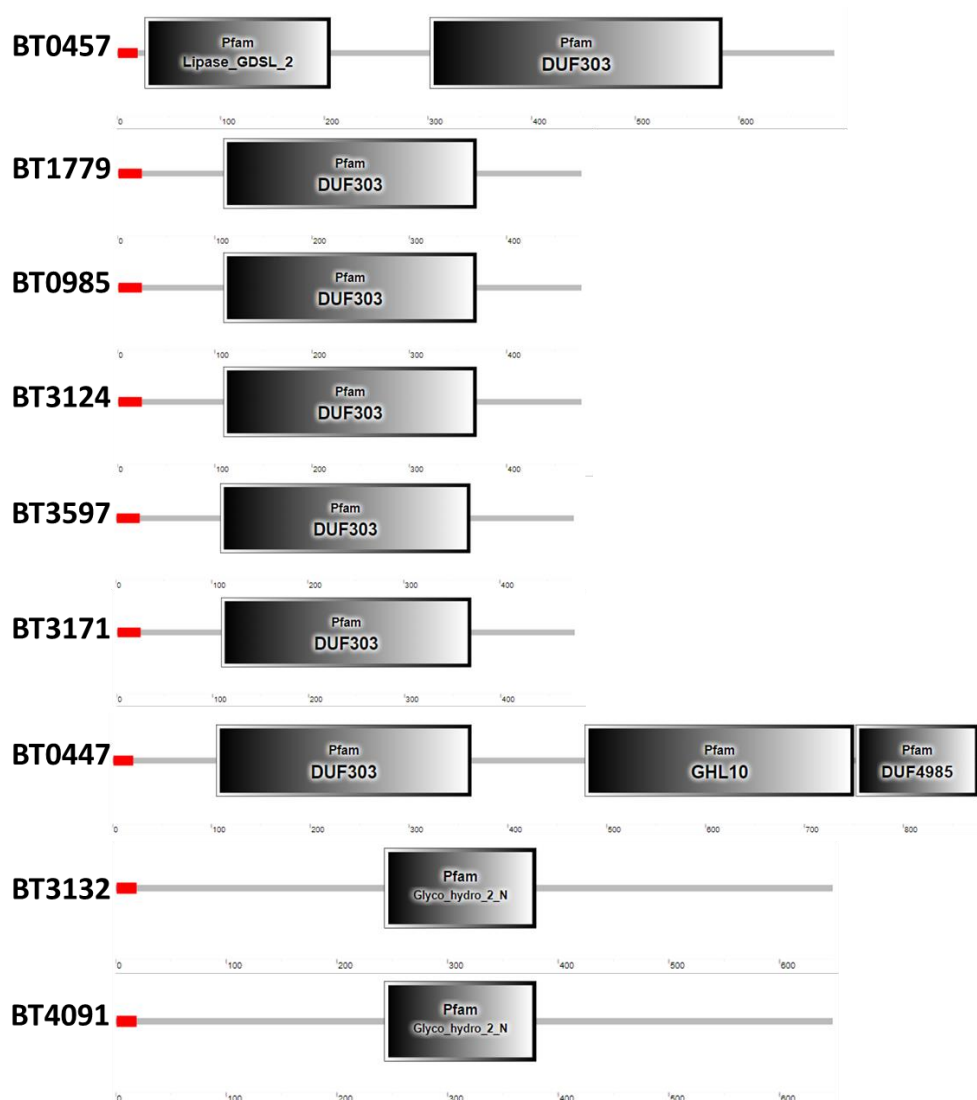 BT0457
Pfam
Lipase_GDSL_2
Pfam
DUF303
0 100 200 300 400 500 600
BT1779
Pfam
DUF303
0 100 200 300 400
BT0985
Pfam
DUF303
0 100 200 300 400
BT3124
Pfam
DUF303
0 100 200 300 400
BT3597
Pfam
DUF303
0 100 200 300 400
BT3171
Pfam
DUF303
0 100 200 300 400
BT0447
Pfam
DUF303
Pfam
GHL10
Pfam
DUF4985
0 100 200 300 400 500 600 700 800
BT3132
Pfam
Glyco_hydro_2_N
0 100 200 300 400 500 600
BT4091
Pfam
Glyco_hydro_2_N
0 100 200 300 400 500 600